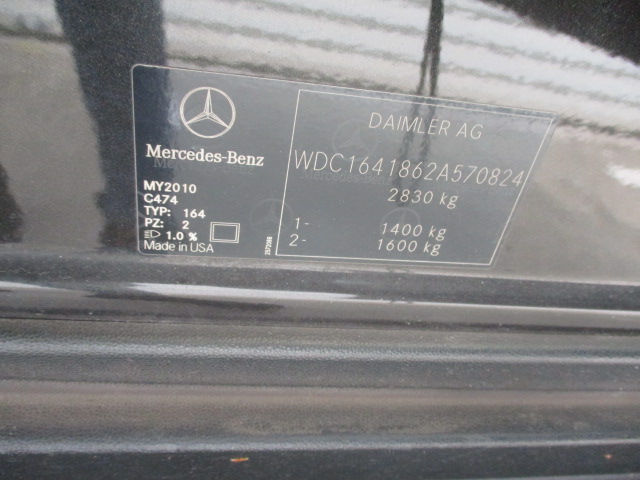 Mercedes-Benz
MY2010
C474
TYP: 164
PZ: 2
1.0 %
Made in USA
DAIMLER AG
WDC1641862A570824
2830 kg
1- 1400 kg
2- 1600 kg